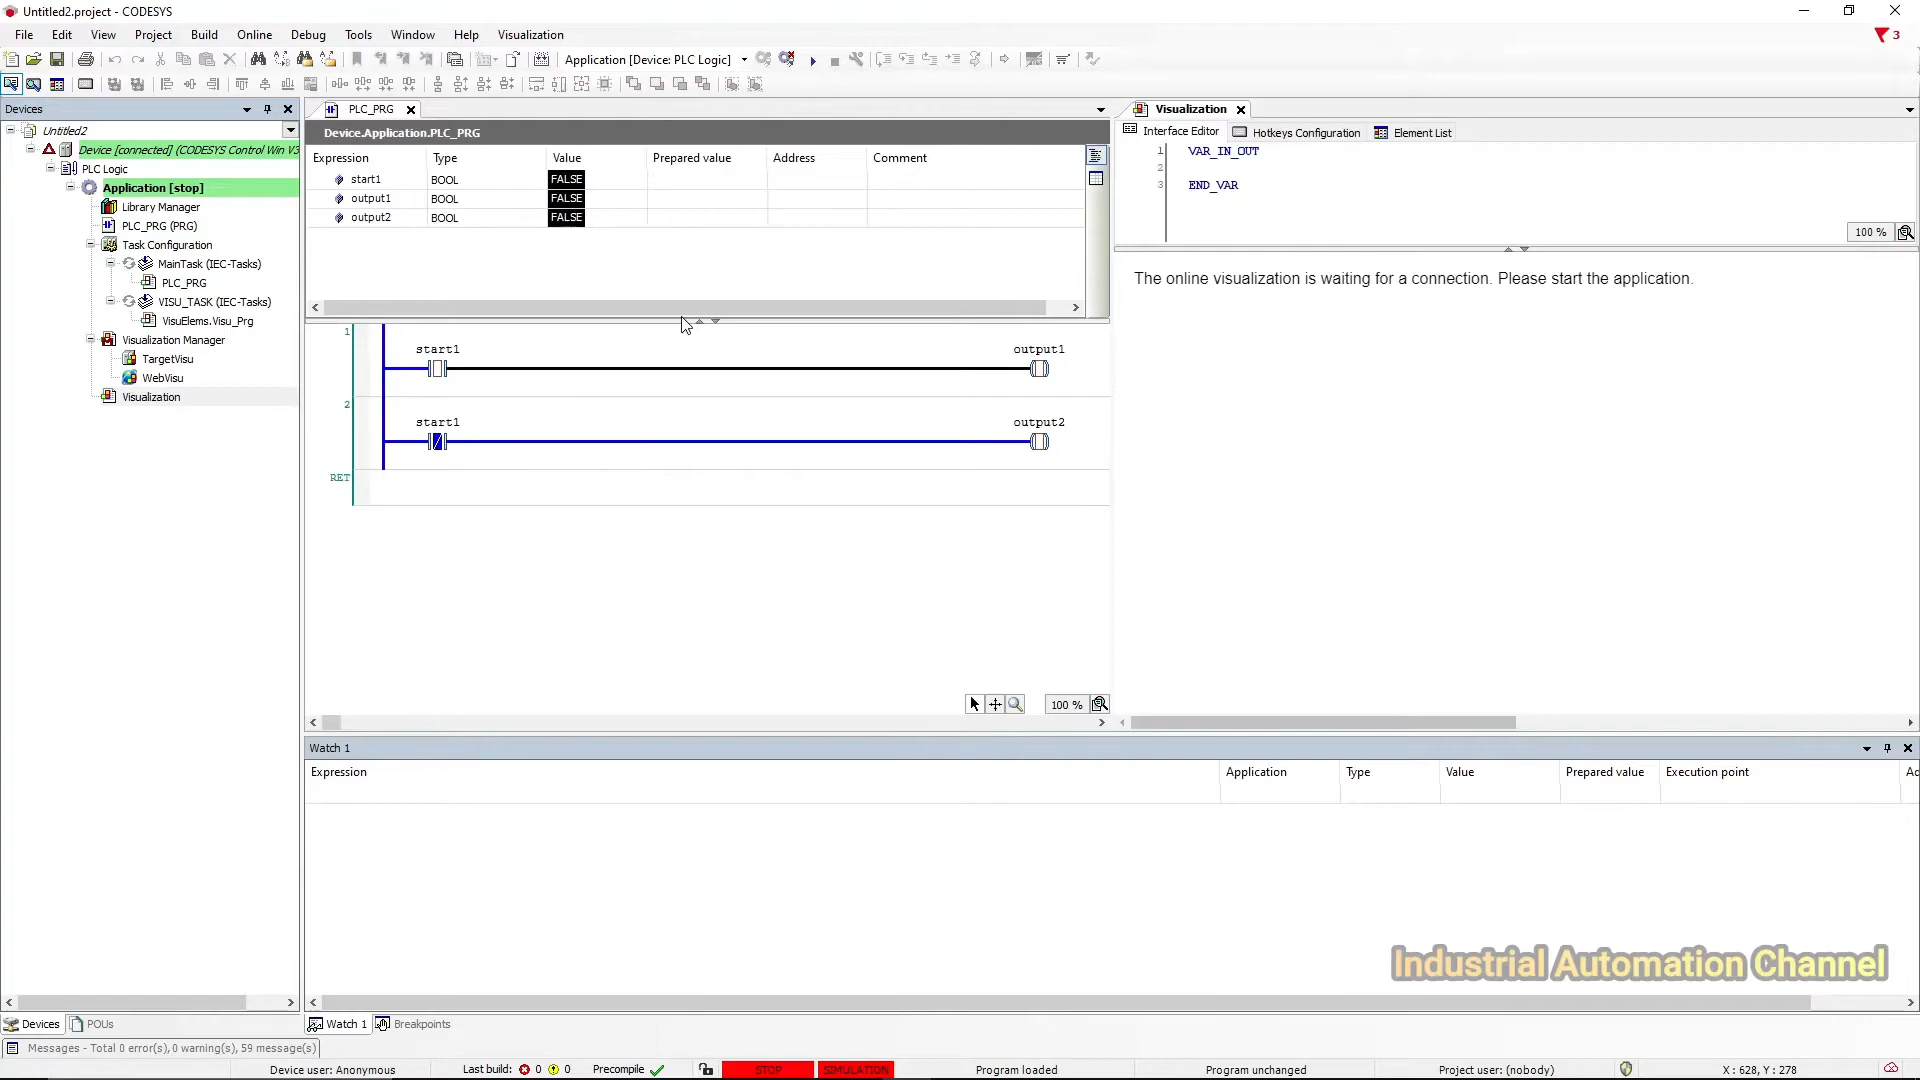 Untitled2.project - CODESYS
File Edit View Project Build Online Debug Tools Window Help Visualization
3
Application [Device: PLC Logic]
Devices
Untitled2
Device [connected] (CODESYS Control Win V3
PLC Logic
Application [stop]
Library Manager
PLC_PRG (PRG)
Task Configuration
MainTask (IEC-Tasks)
PLC_PRG
VISU_TASK (IEC-Tasks)
VisuElems.Visu_Prg
Visualization Manager
TargetVisu
WebVisu
Visualization
Devices POUs
PLC_PRG
Device.Application.PLC_PRG
Expression Type Value Prepared value Address Comment
start1 BOOL FALSE
output1 BOOL FALSE
output2 BOOL FALSE
1
start1 output1
2
start1 output2
RET
100 %
Visualization
Interface Editor Hotkeys Configuration Element List
1 VAR_IN_OUT
2
3 END_VAR
100 %
The online visualization is waiting for a connection. Please start the application.
Watch 1
Expression Application Type Value Prepared value Execution point Ad
Industrial Automation Channel
Watch 1 Breakpoints
Messages - Total 0 error(s), 0 warning(s), 59 message(s)
Device user: Anonymous Last build: 0 0 Precompile STOP SIMULATION Program loaded Program unchanged Project user: (nobody) X : 628, Y : 278